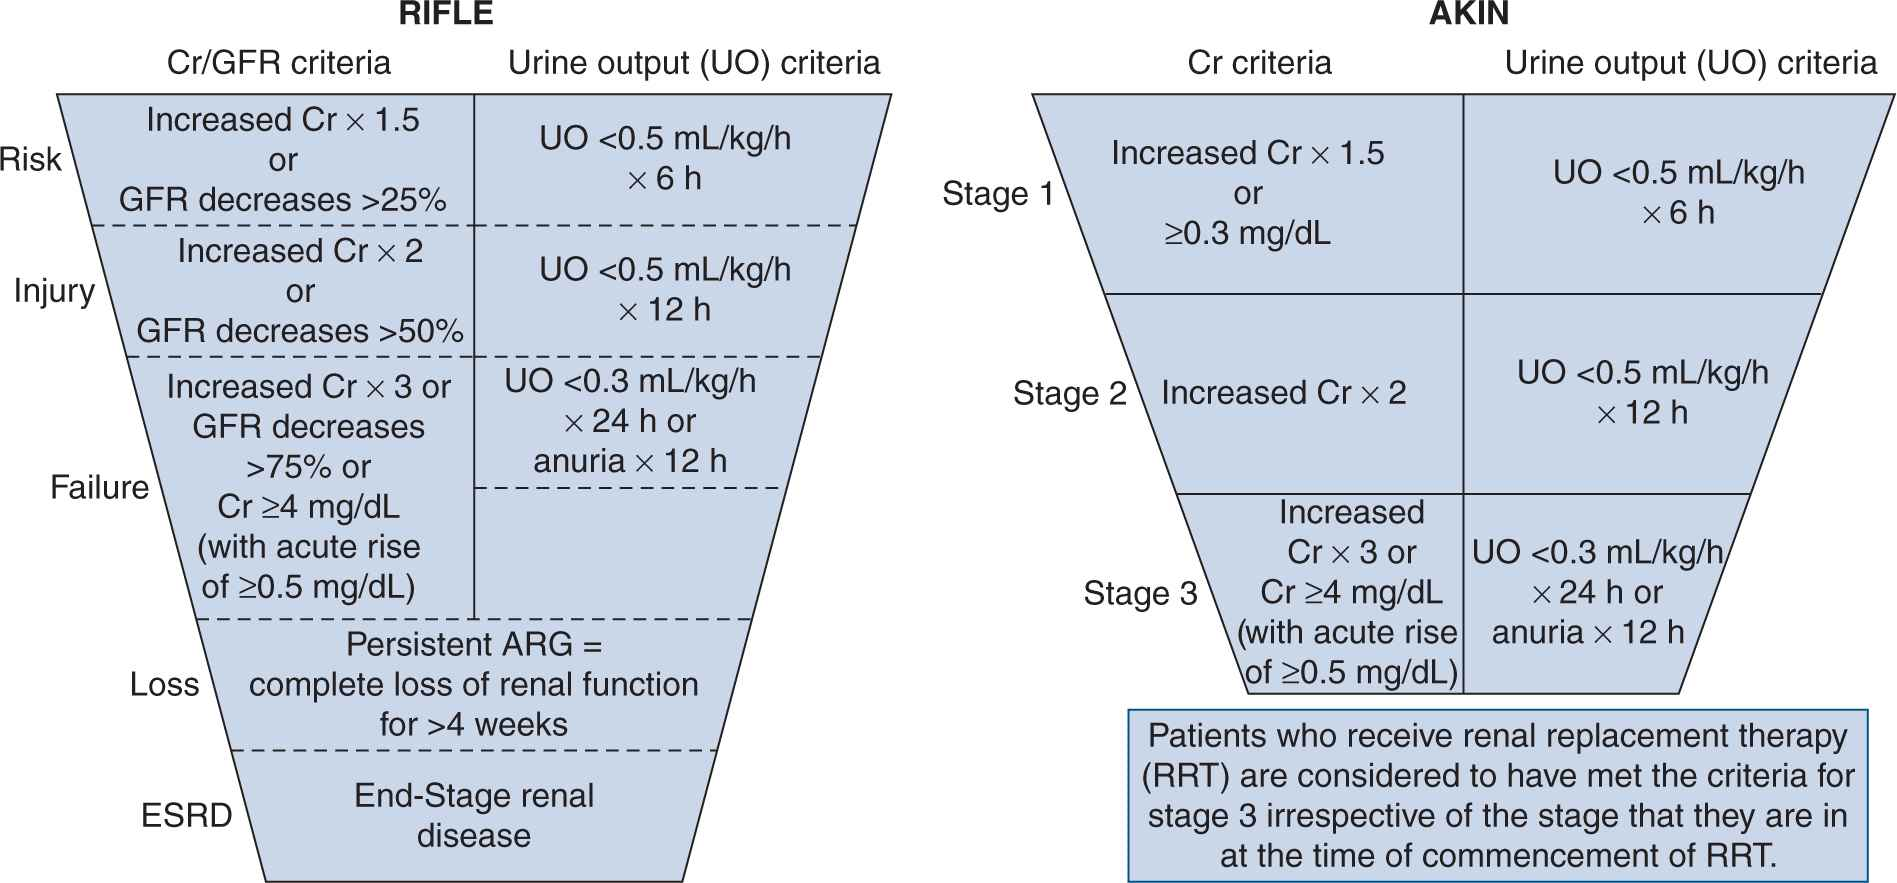 RIFLE
Cr/GFR criteria
Urine output (UO) criteria
Risk
Increased Cr × 1.5
or
GFR decreases >25%
UO <0.5 mL/kg/h
× 6 h
Injury
Increased Cr × 2
or
GFR decreases >50%
UO <0.5 mL/kg/h
× 12 h
Failure
Increased Cr × 3 or
GFR decreases
>75% or
Cr ≥4 mg/dL
(with acute rise
of ≥0.5 mg/dL)
UO <0.3 mL/kg/h
× 24 h or
anuria × 12 h
Loss
Persistent ARG =
complete loss of renal function
for >4 weeks
ESRD
End-Stage renal
disease
AKIN
Cr criteria
Urine output (UO) criteria
Stage 1
Increased Cr × 1.5
or
≥0.3 mg/dL
UO <0.5 mL/kg/h
× 6 h
Stage 2
Increased Cr × 2
UO <0.5 mL/kg/h
× 12 h
Stage 3
Increased
Cr × 3 or
Cr ≥4 mg/dL
(with acute rise
of ≥0.5 mg/dL)
UO <0.3 mL/kg/h
× 24 h or
anuria × 12 h
Patients who receive renal replacement therapy
(RRT) are considered to have met the criteria for
stage 3 irrespective of the stage that they are in
at the time of commencement of RRT.